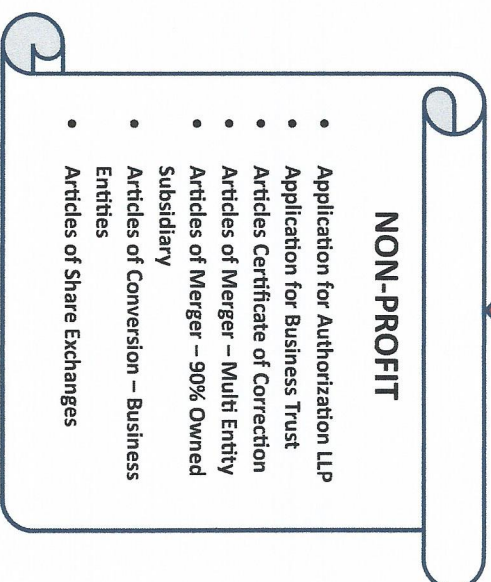 NON-PROFIT
• Application for Authorization LLP
• Application for Business Trust
• Articles Certificate of Correction
• Articles of Merger – Multi Entity
• Articles of Merger – 90% Owned
Subsidiary
• Articles of Conversion – Business
Entities
• Articles of Share Exchanges